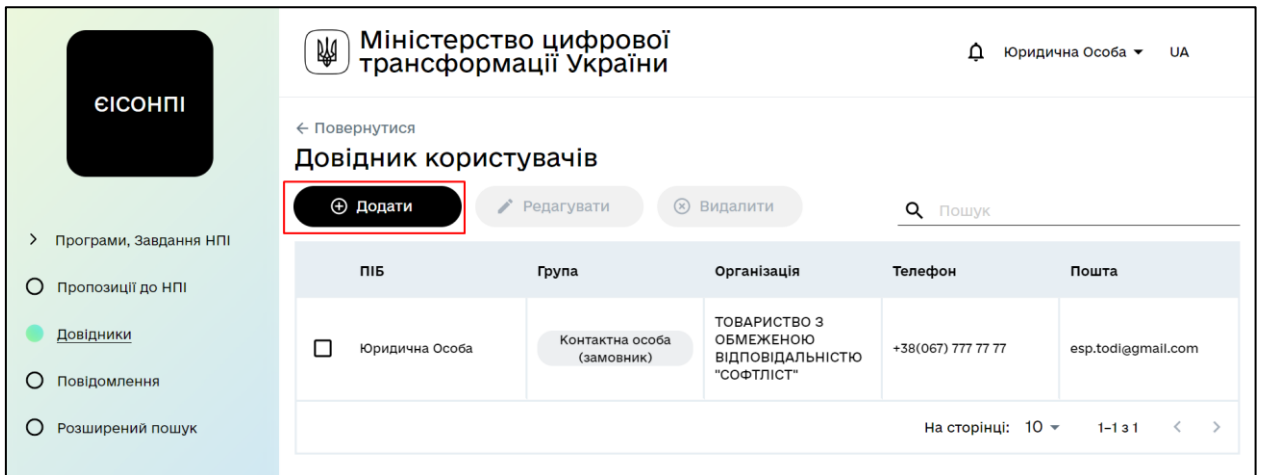 ЄІСОНПІ
Програми, Завдання НПІ
Пропозиції до НПІ
Довідники
Повідомлення
Розширений пошук
Міністерство цифрової
трансформації України
Юридична Особа
UA
← Повернутися
Довідник користувачів
Додати
Редагувати
Видалити
Пошук
ПІБ
Група
Організація
Телефон
Пошта
Юридична Особа
Контактна особа
(замовник)
ТОВАРИСТВО З
ОБМЕЖЕНОЮ
ВІДПОВІДАЛЬНІСТЮ
"СОФТЛІСТ"
+38(067) 777 77 77
esp.todi@gmail.com
На сторінці: 10
1–1 з 1